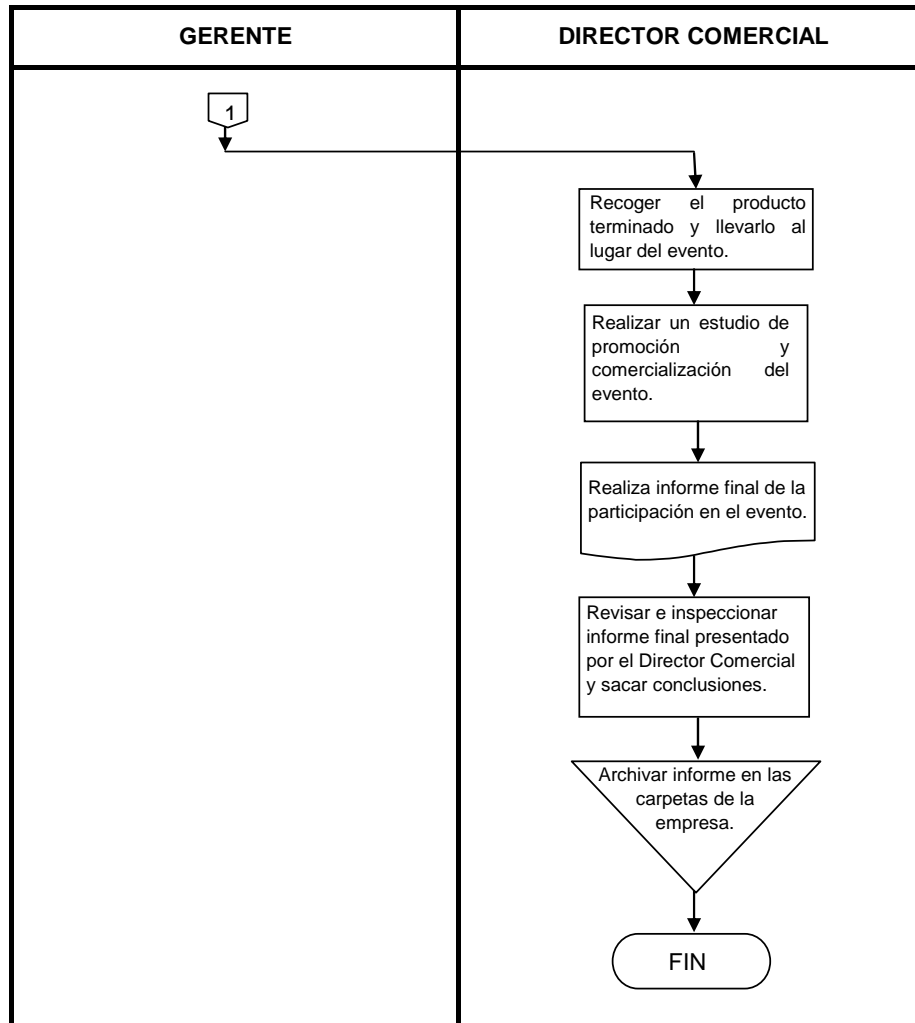 GERENTE
DIRECTOR COMERCIAL
1
Recoger el producto
terminado y llevarlo al
lugar del evento.
Realizar un estudio de
promoción y
comercialización del
evento.
Realiza informe final de la
participación en el evento.
Revisar e inspeccionar
informe final presentado
por el Director Comercial
y sacar conclusiones.
Archivar informe en las
carpetas de la
empresa.
FIN